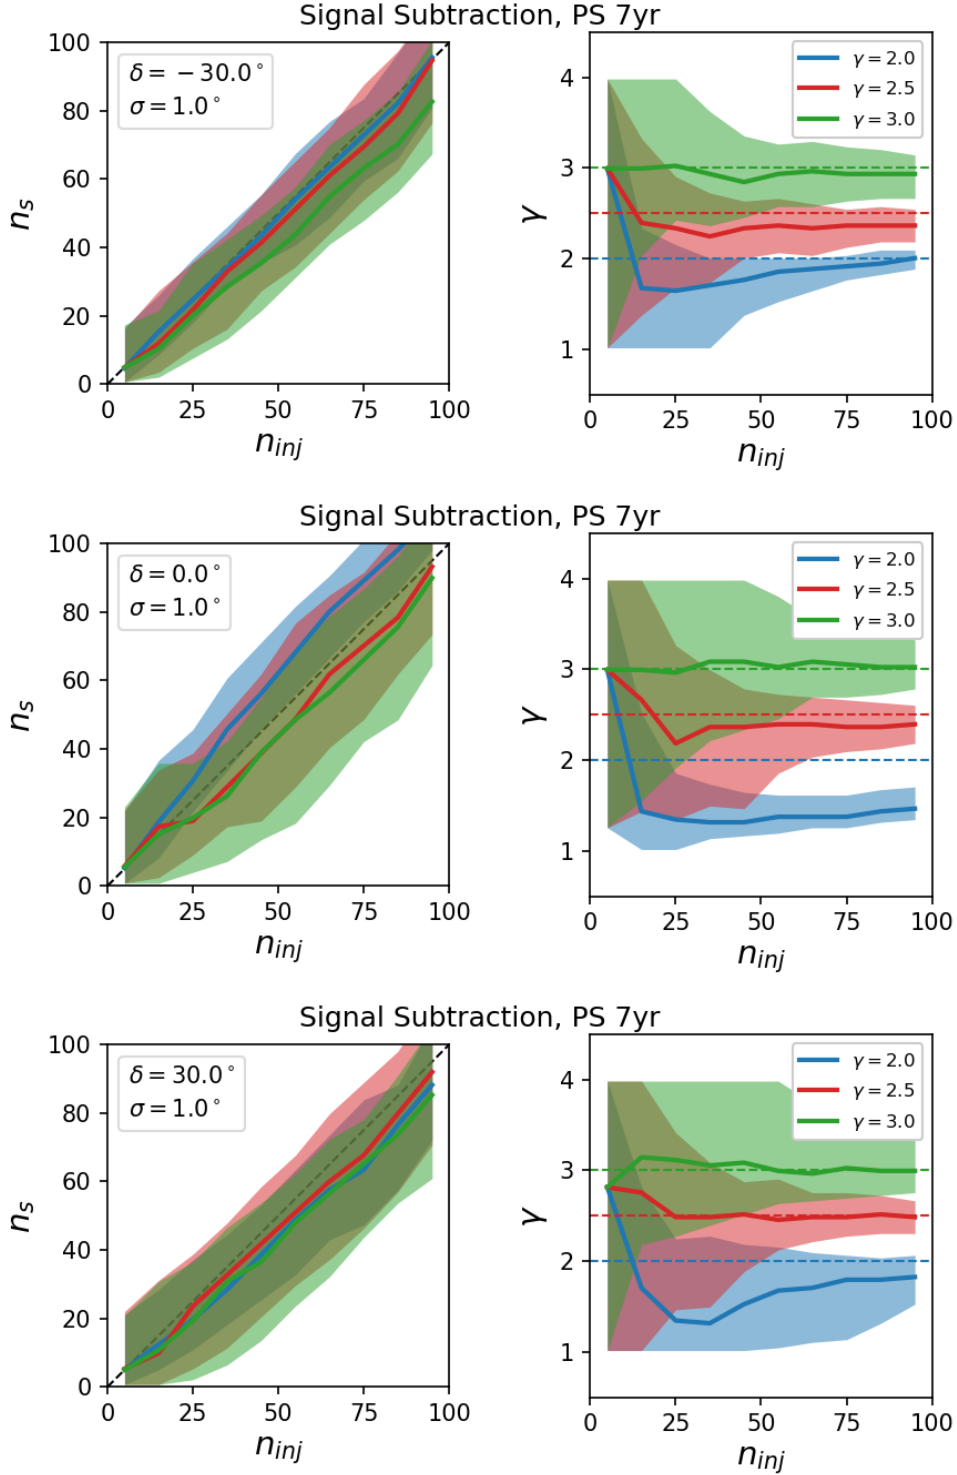 Signal Subtraction, PS 7yr
δ = −30.0°
σ = 1.0°
100
80
60
40
20
0
n_s
0 25 50 75 100
n_inj
γ = 2.0
γ = 2.5
γ = 3.0
4
3
2
1
γ
0 25 50 75 100
n_inj
Signal Subtraction, PS 7yr
δ = 0.0°
σ = 1.0°
100
80
60
40
20
0
n_s
0 25 50 75 100
n_inj
γ = 2.0
γ = 2.5
γ = 3.0
4
3
2
1
γ
0 25 50 75 100
n_inj
Signal Subtraction, PS 7yr
δ = 30.0°
σ = 1.0°
100
80
60
40
20
0
n_s
0 25 50 75 100
n_inj
γ = 2.0
γ = 2.5
γ = 3.0
4
3
2
1
γ
0 25 50 75 100
n_inj